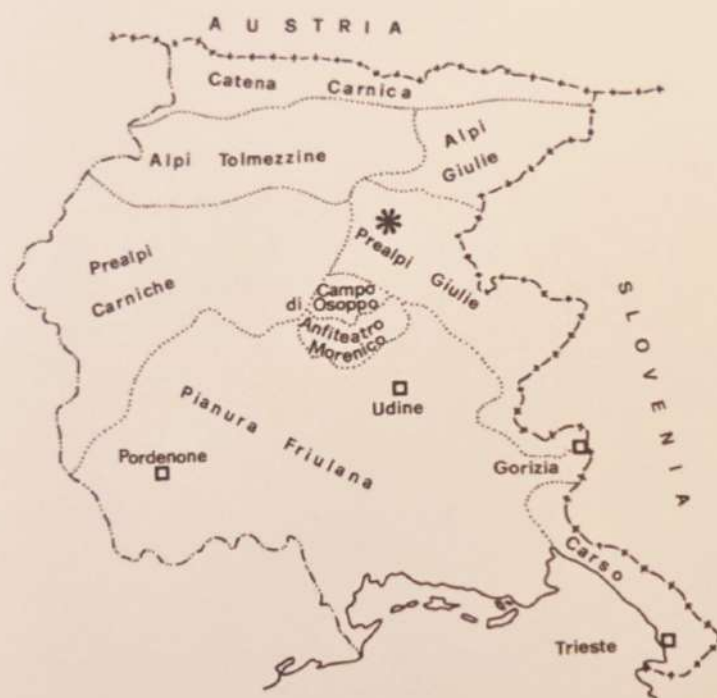 AUSTRIA
Catena Carnica
Alpi Tolmezzine
Alpi
Giulie
Prealpi
Carniche
Prealpi Giulie
Campo
di Osoppo
Anfiteatro
Morenico
SLOVENIA
Udine
Pianura Friulana
Pordenone
Gorizia
Carso
Trieste